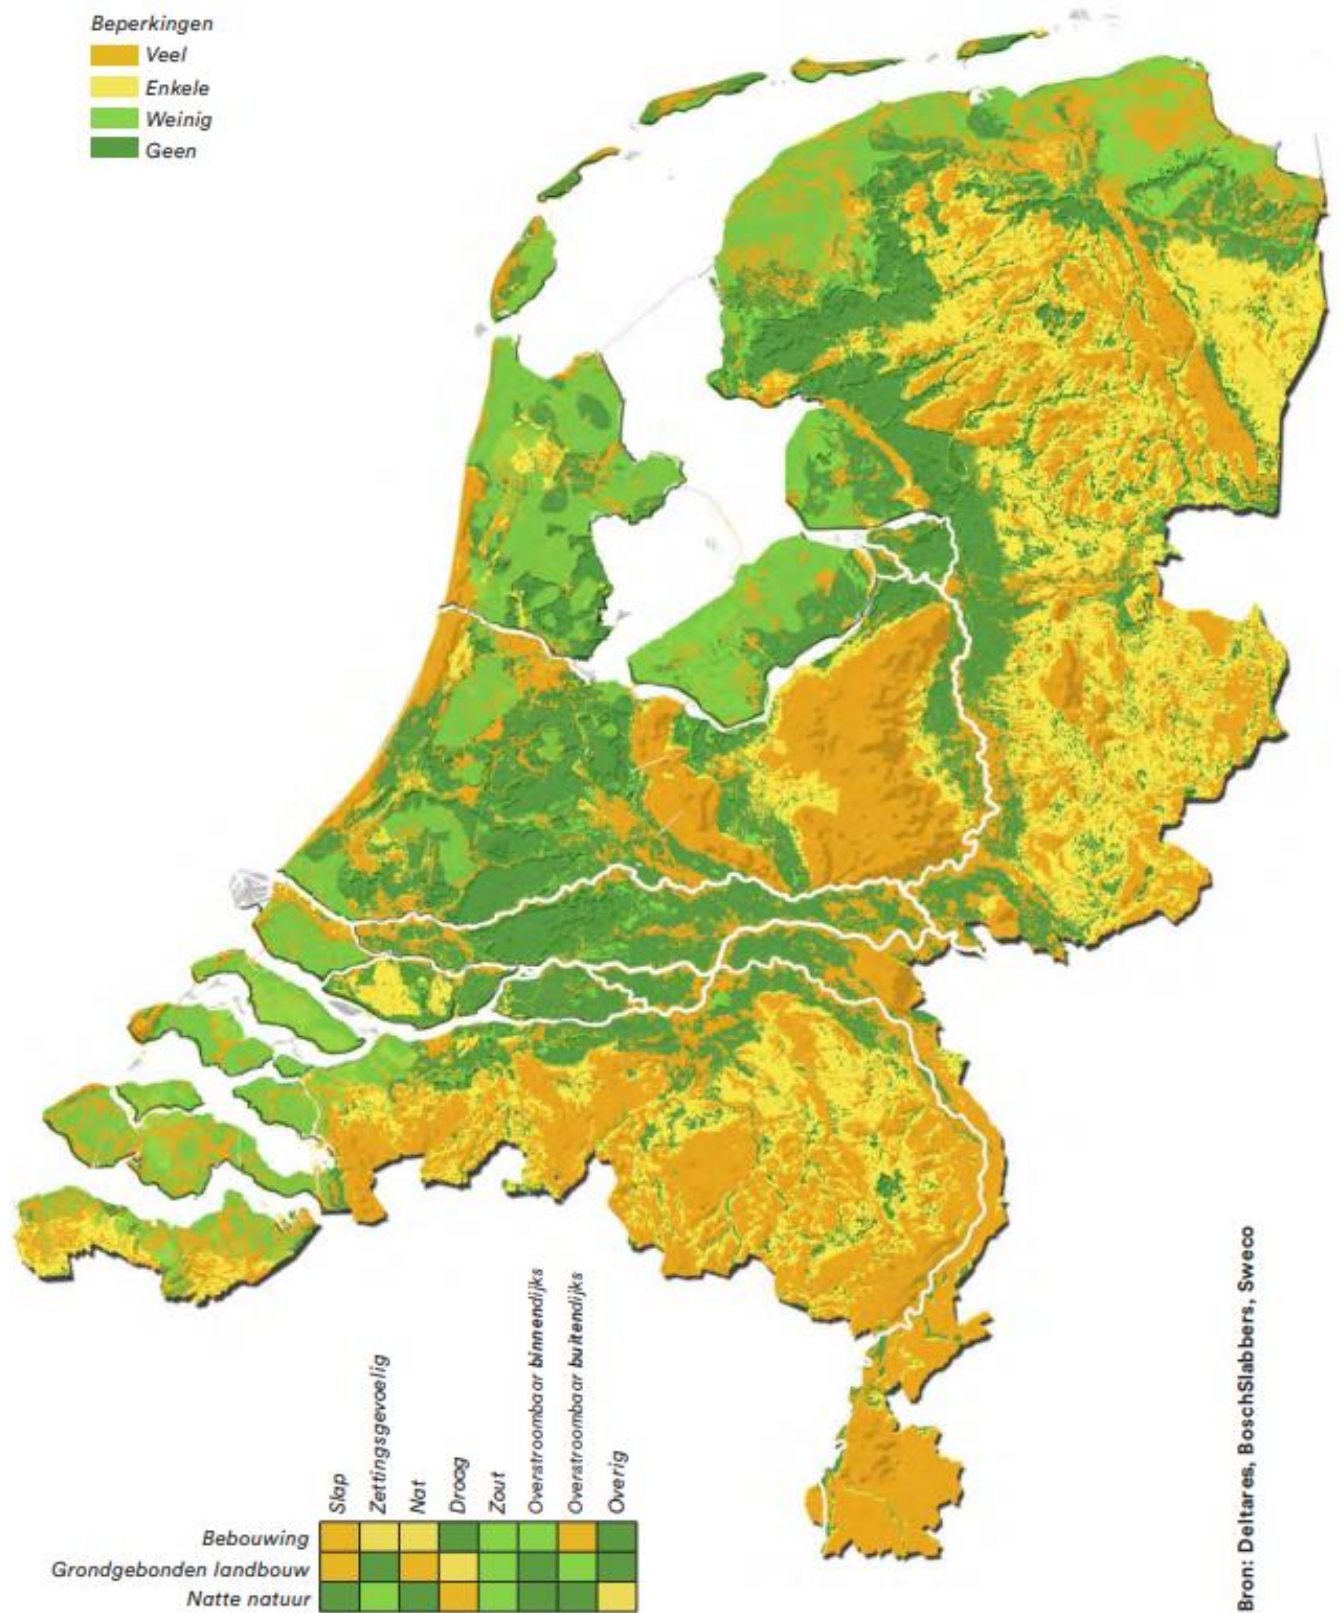 Beperkingen
Veel
Enkele
Weinig
Geen
Slap
Zettingsgevoelig
Nat
Droog
Zout
Overstroombaar binnendijks
Overstroombaar buitendijks
Overig
Bebouwing
Grondgebonden landbouw
Natte natuur
Bron: Deltares, BoschSlabbers, Sweco